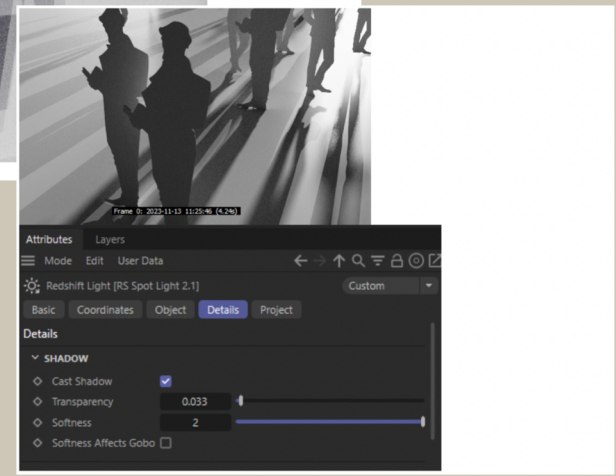 Frame 0: 2023-11-13 11:25:46 (4.24s)
Attributes Layers
Mode Edit User Data
Redshift Light [RS Spot Light 2.1] Custom
Basic Coordinates Object Details Project
Details
SHADOW
Cast Shadow
Transparency 0.033
Softness 2
Softness Affects Gobo